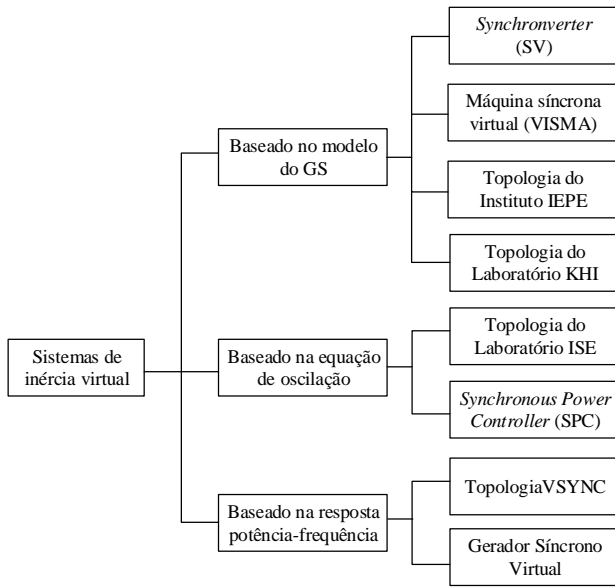 Sistemas de
inércia virtual
Baseado no modelo
do GS
Synchronverter
(SV)
Máquina síncrona
virtual (VISMA)
Topologia do
Instituto IEPE
Topologia do
Laboratório KHI
Baseado na equação
de oscilação
Topologia do
Laboratório ISE
Synchronous Power
Controller (SPC)
Baseado na resposta
potência-frequência
TopologiaVSYNC
Gerador Síncrono
Virtual